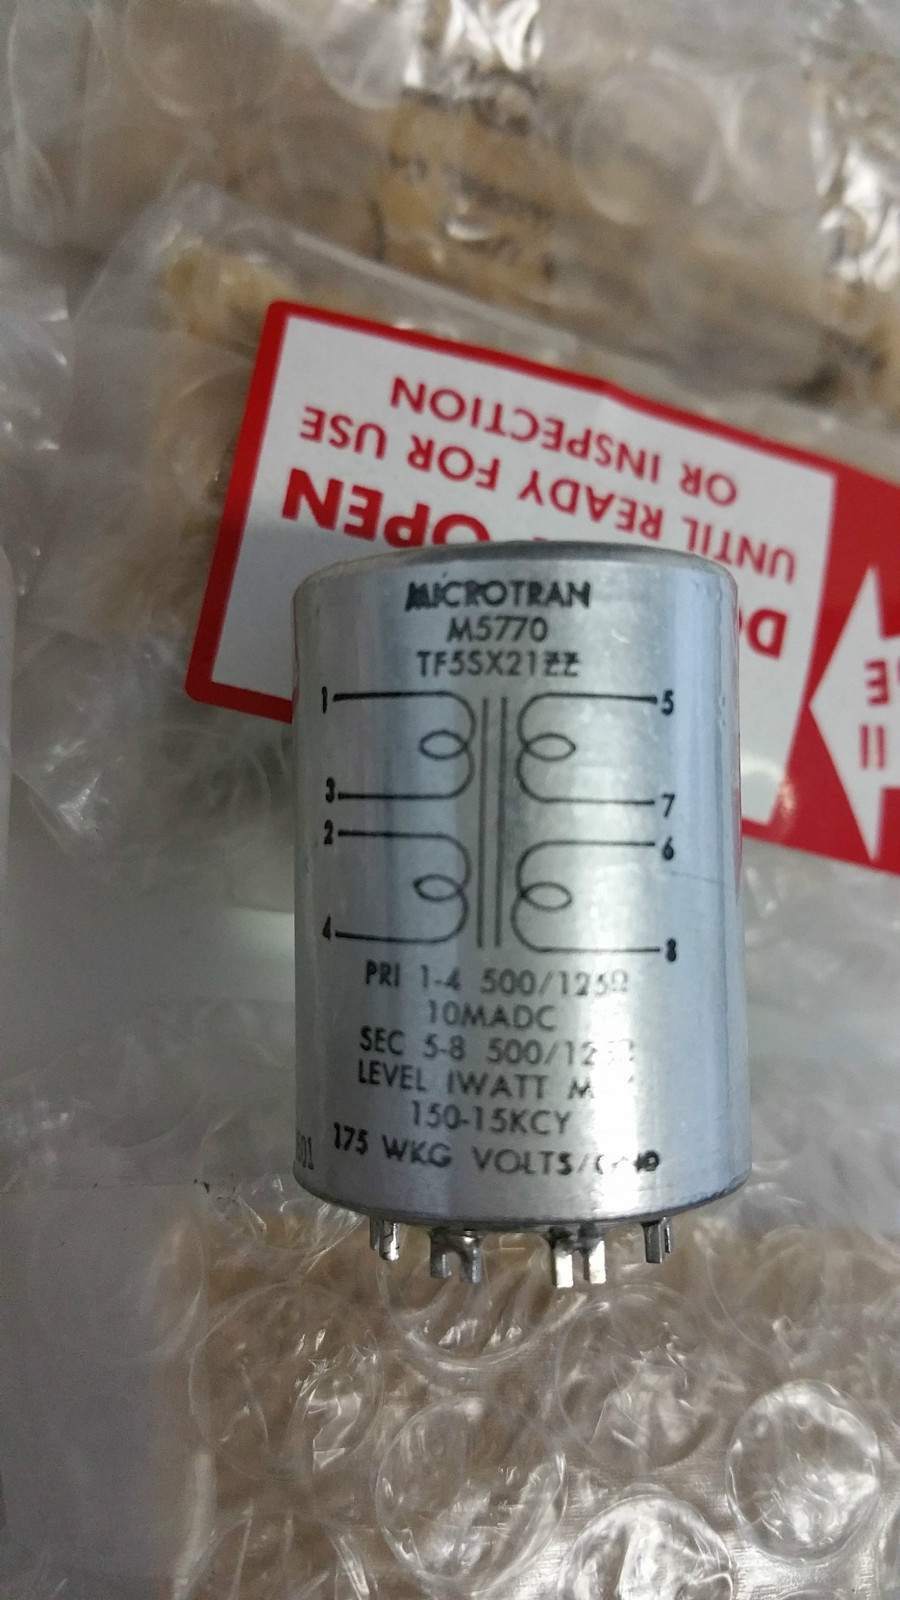 OR INSPECTION
UNTIL READY FOR USE
OPEN
MICROTRAN
M5770
TF5SX21ZZ
1
5
3
7
2
6
4
8
PRI 1-4 500/125Ω
10MADC
SEC 5-8 500/12
LEVEL 1WATT
150-15KCY
175 WKG VOLTS/